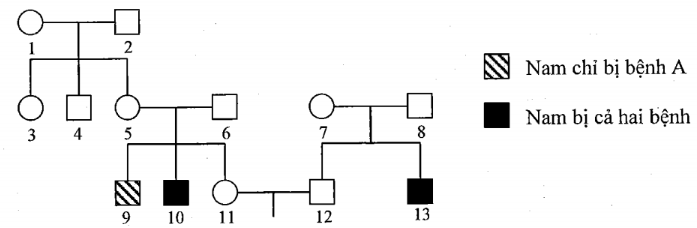 1 2
3 4 5 6 7 8
9 10 11 12 13
Nam chỉ bị bệnh A
Nam bị cả hai bệnh